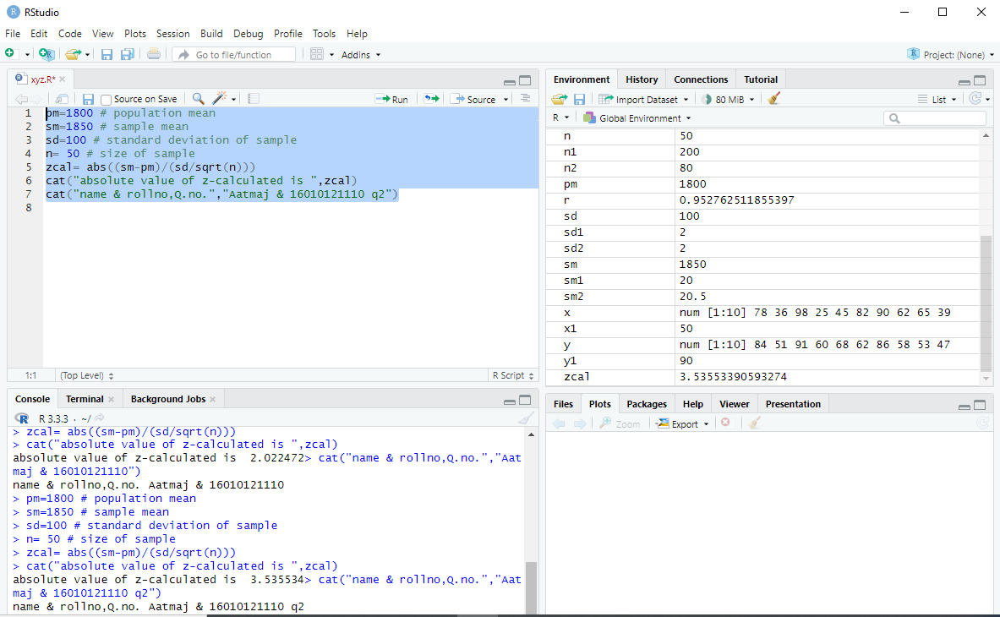 RStudio
File Edit Code View Plots Session Build Debug Profile Tools Help
Go to file/function Addins Project: (None)
xyz.R*
Source on Save Run Source
1 pm=1800 # population mean
2 sm=1850 # sample mean
3 sd=100 # standard deviation of sample
4 n= 50 # size of sample
5 zcal= abs((sm-pm)/(sd/sqrt(n)))
6 cat("absolute value of z-calculated is ",zcal)
7 cat("name & rollno,Q.no.","Aatmaj & 16010121110 q2")
8
1:1 (Top Level) R Script
Console Terminal Background Jobs
R R 3.3.3 . ~/
> zcal= abs((sm-pm)/(sd/sqrt(n)))
> cat("absolute value of z-calculated is ",zcal)
absolute value of z-calculated is  2.022472> cat("name & rollno,Q.no.","Aat
maj & 16010121110")
name & rollno,Q.no. Aatmaj & 16010121110
> pm=1800 # population mean
> sm=1850 # sample mean
> sd=100 # standard deviation of sample
> n= 50 # size of sample
> zcal= abs((sm-pm)/(sd/sqrt(n)))
> cat("absolute value of z-calculated is ",zcal)
absolute value of z-calculated is  3.535534> cat("name & rollno,Q.no.","Aat
maj & 16010121110 q2")
name & rollno,Q.no. Aatmaj & 16010121110 q2
Environment History Connections Tutorial
Import Dataset 80 MiB List
R Global Environment
n 50
n1 200
n2 80
pm 1800
r 0.952762511855397
sd 100
sd1 2
sd2 2
sm 1850
sm1 20
sm2 20.5
x num [1:10] 78 36 98 25 45 82 90 62 65 39
x1 50
y num [1:10] 84 51 91 60 68 62 86 58 53 47
y1 90
zcal 3.53553390593274
Files Plots Packages Help Viewer Presentation
Zoom Export